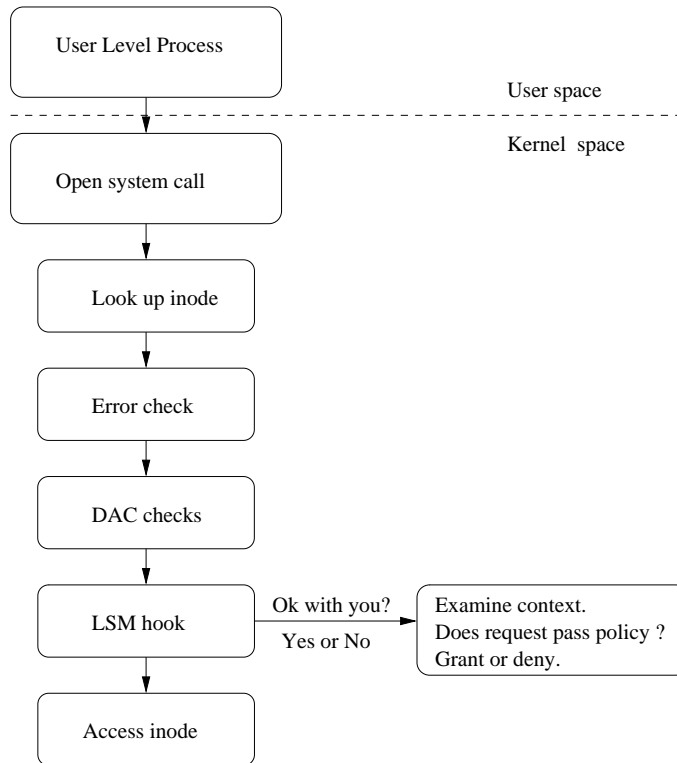 User Level Process
User space
Kernel space
Open system call
Look up inode
Error check
DAC checks
LSM hook
Ok with you?
Yes or No
Examine context.
Does request pass policy ?
Grant or deny.
Access inode